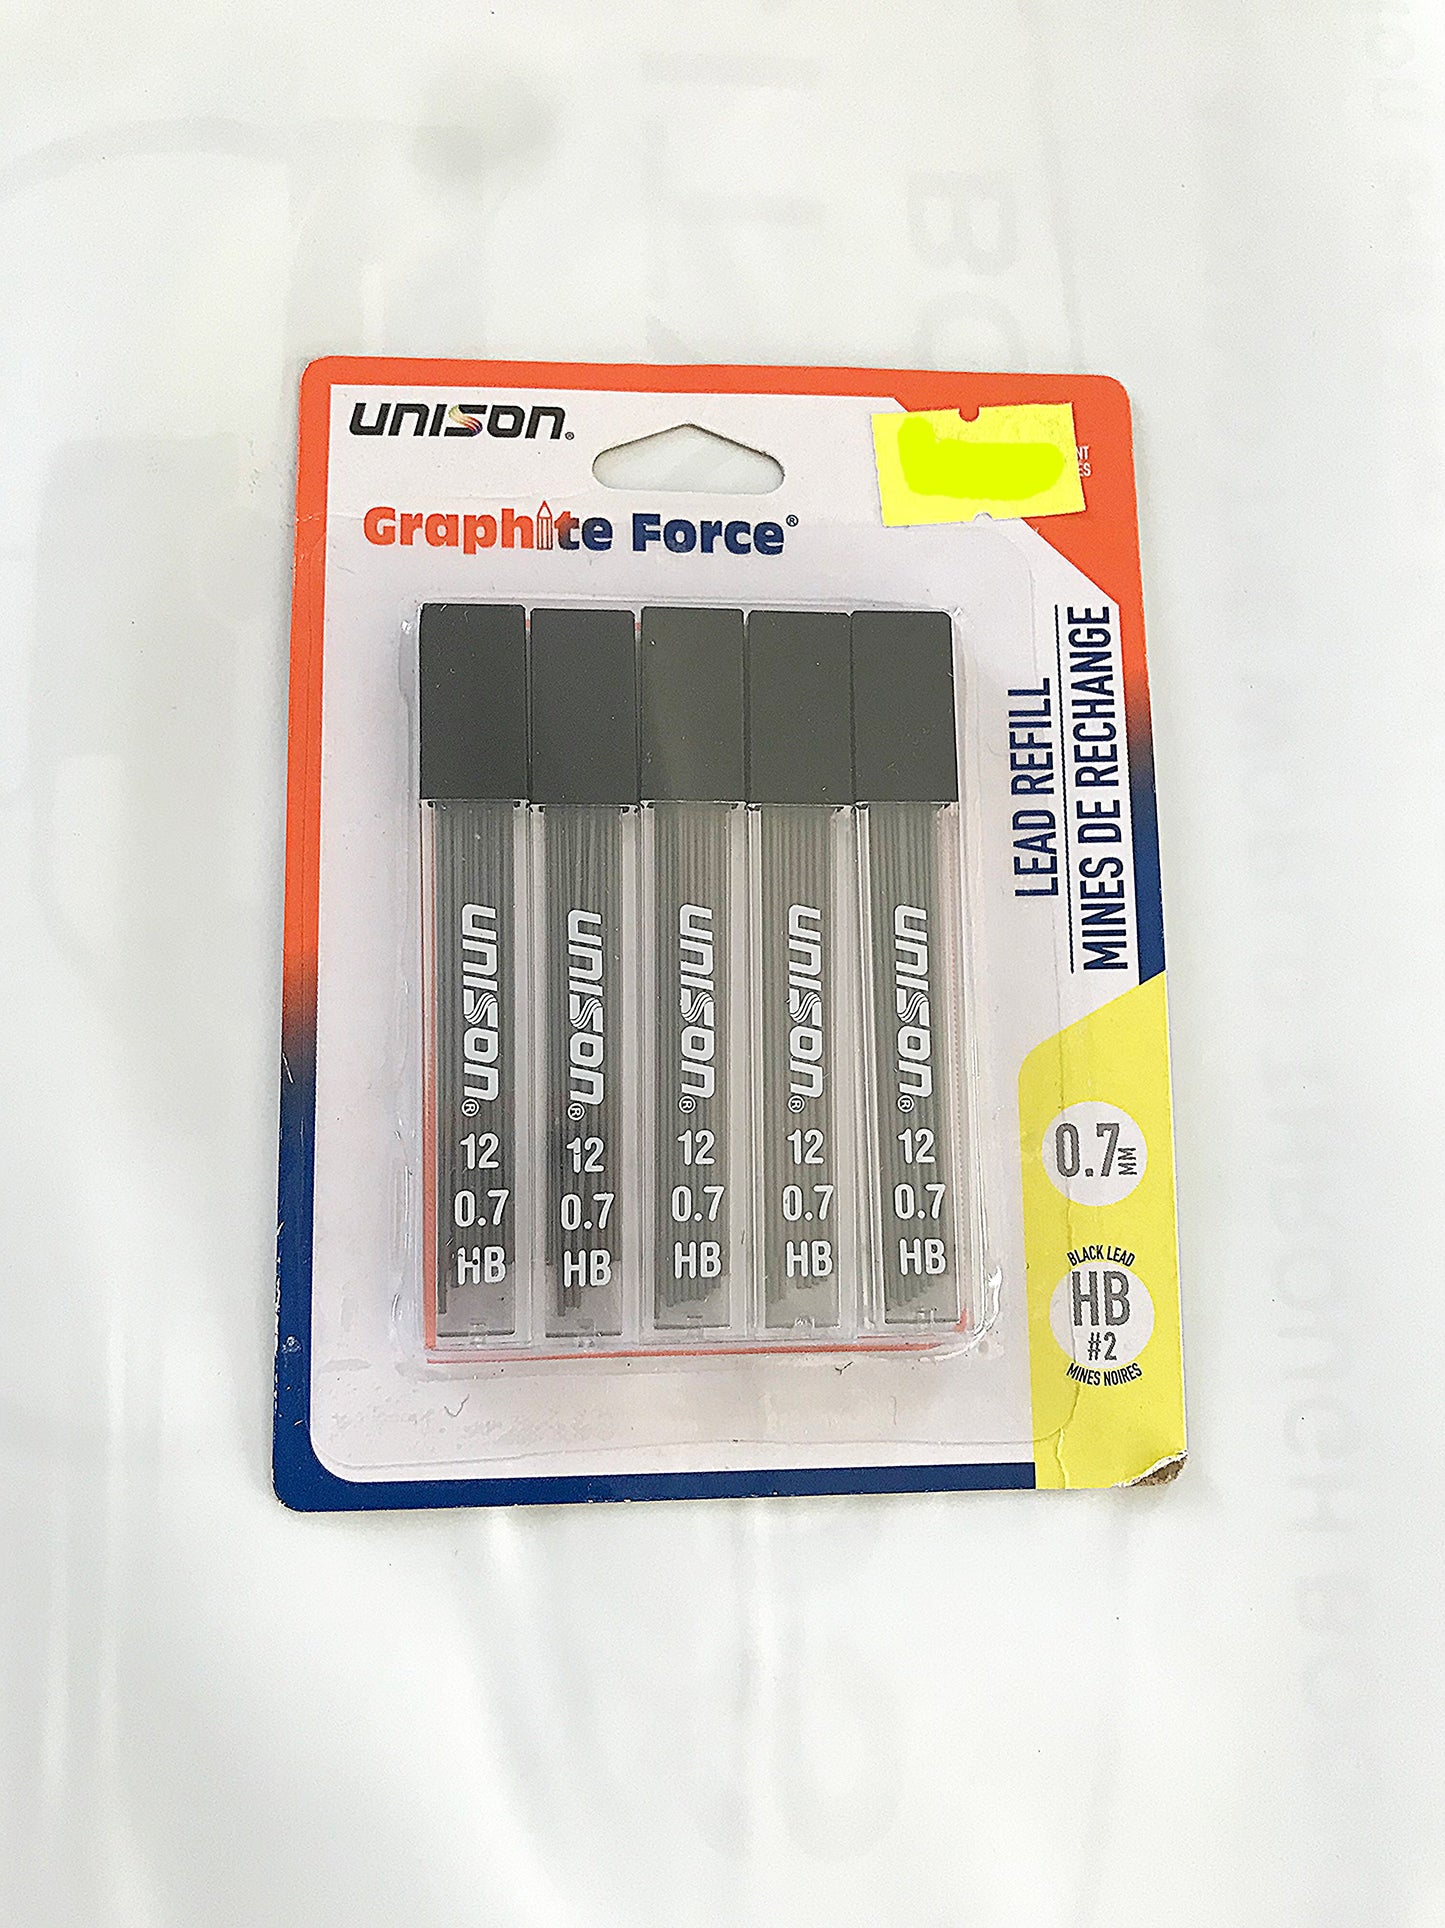 UNISON®
Graphite Force®
NT
ES
LEAD REFILL
MINES DE RECHANGE
UNISON®
12
0.7
HB
UNISON®
12
0.7
HB
UNISON®
12
0.7
HB
UNISON®
12
0.7
HB
UNISON®
12
0.7
HB
0.7 MM
BLACK LEAD
HB
#2
MINES NOIRES